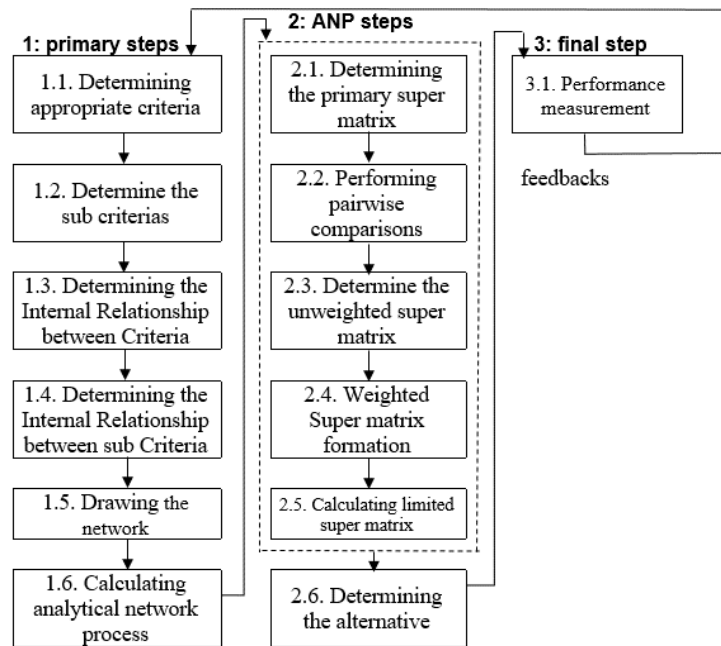 1: primary steps
1.1. Determining
appropriate criteria
1.2. Determine the
sub criterias
1.3. Determining the
Internal Relationship
between Criteria
1.4. Determining the
Internal Relationship
between sub Criteria
1.5. Drawing the
network
1.6. Calculating
analytical network
process
2: ANP steps
2.1. Determining
the primary super
matrix
2.2. Performing
pairwise
comparisons
2.3. Determine the
unweighted super
matrix
2.4. Weighted
Super matrix
formation
2.5. Calculating limited
super matrix
2.6. Determining
the alternative
3: final step
3.1. Performance
measurement
feedbacks